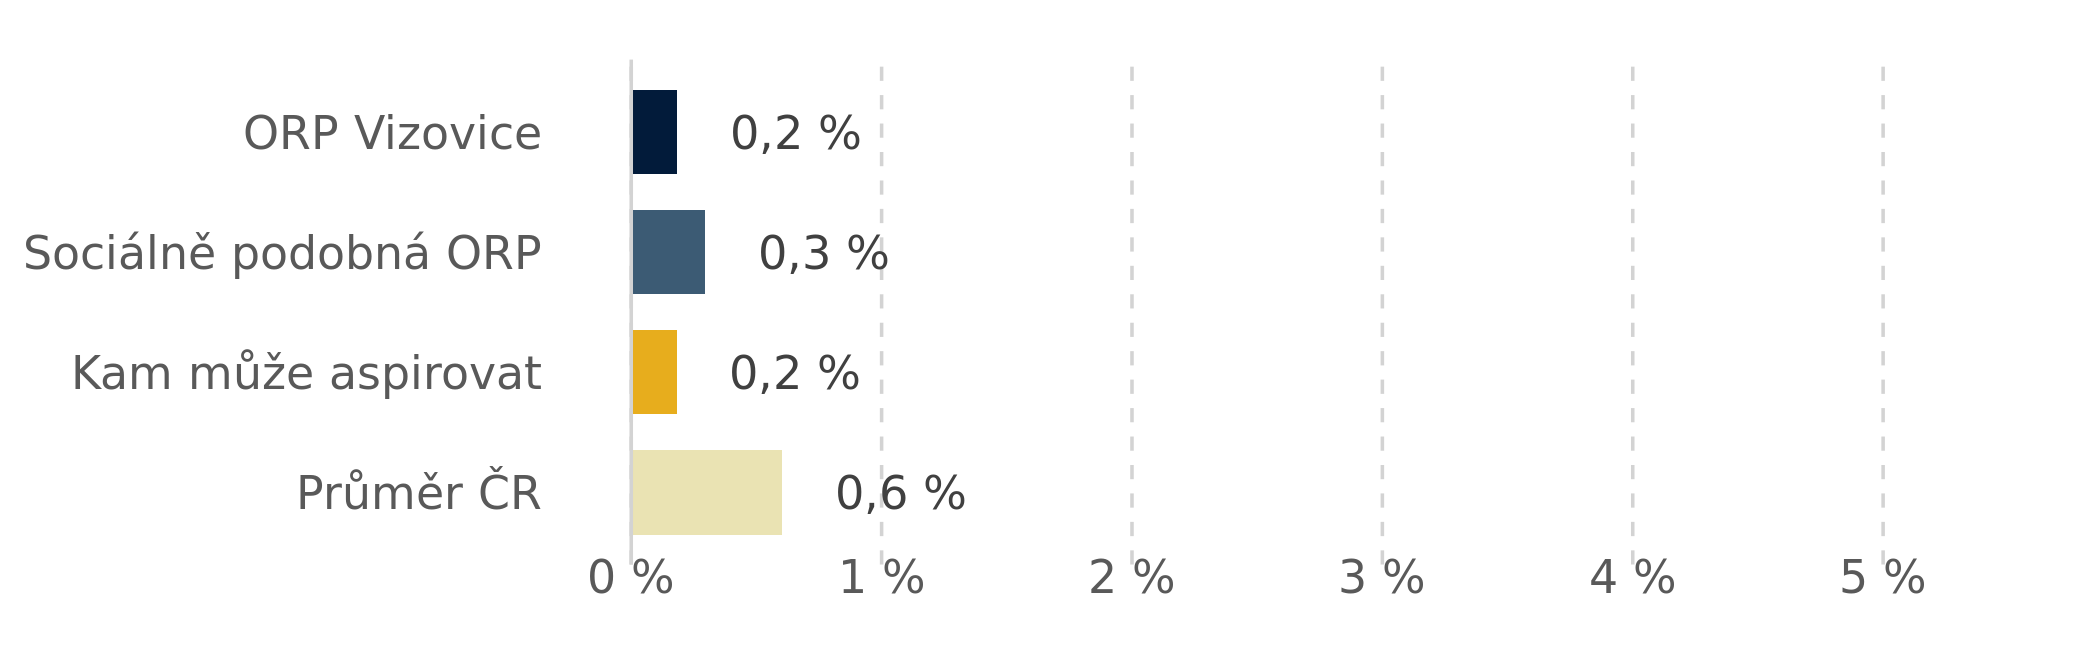 ORP Vizovice 0,2 %
Sociálně podobná ORP 0,3 %
Kam může aspirovat 0,2 %
Průměr ČR 0,6 %
0 % 1 % 2 % 3 % 4 % 5 %